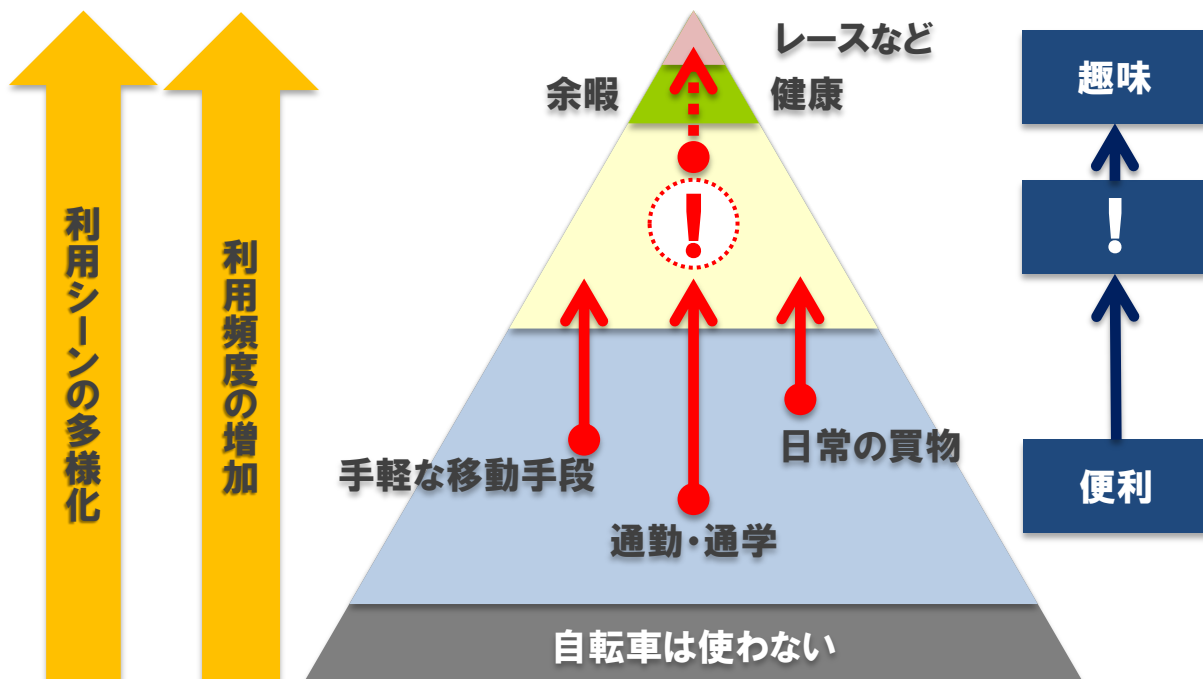 利用シーンの多様化
利用頻度の増加
レースなど
余暇
健康
!
手軽な移動手段
日常の買物
通勤・通学
自転車は使わない
趣味
!
便利